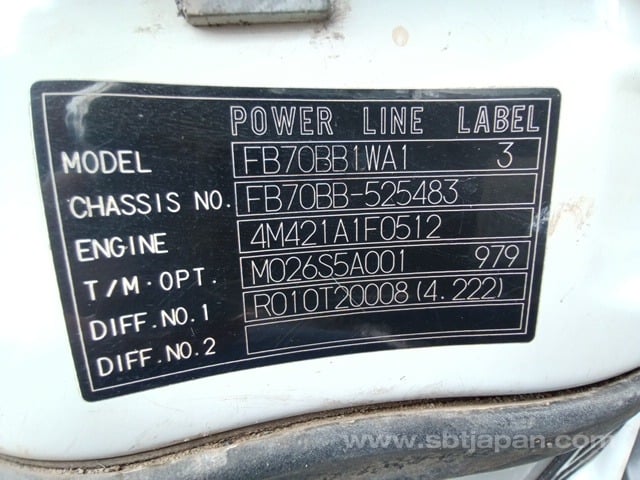 POWER LINE LABEL
MODEL FB70BB1WA1 3
CHASSIS NO. FB70BB-525483
ENGINE 4M421A1F0512
T/M·OPT. M026S5A001 979
DIFF.NO.1 R010T20008(4.222)
DIFF.NO.2
www.sbtjapan.com